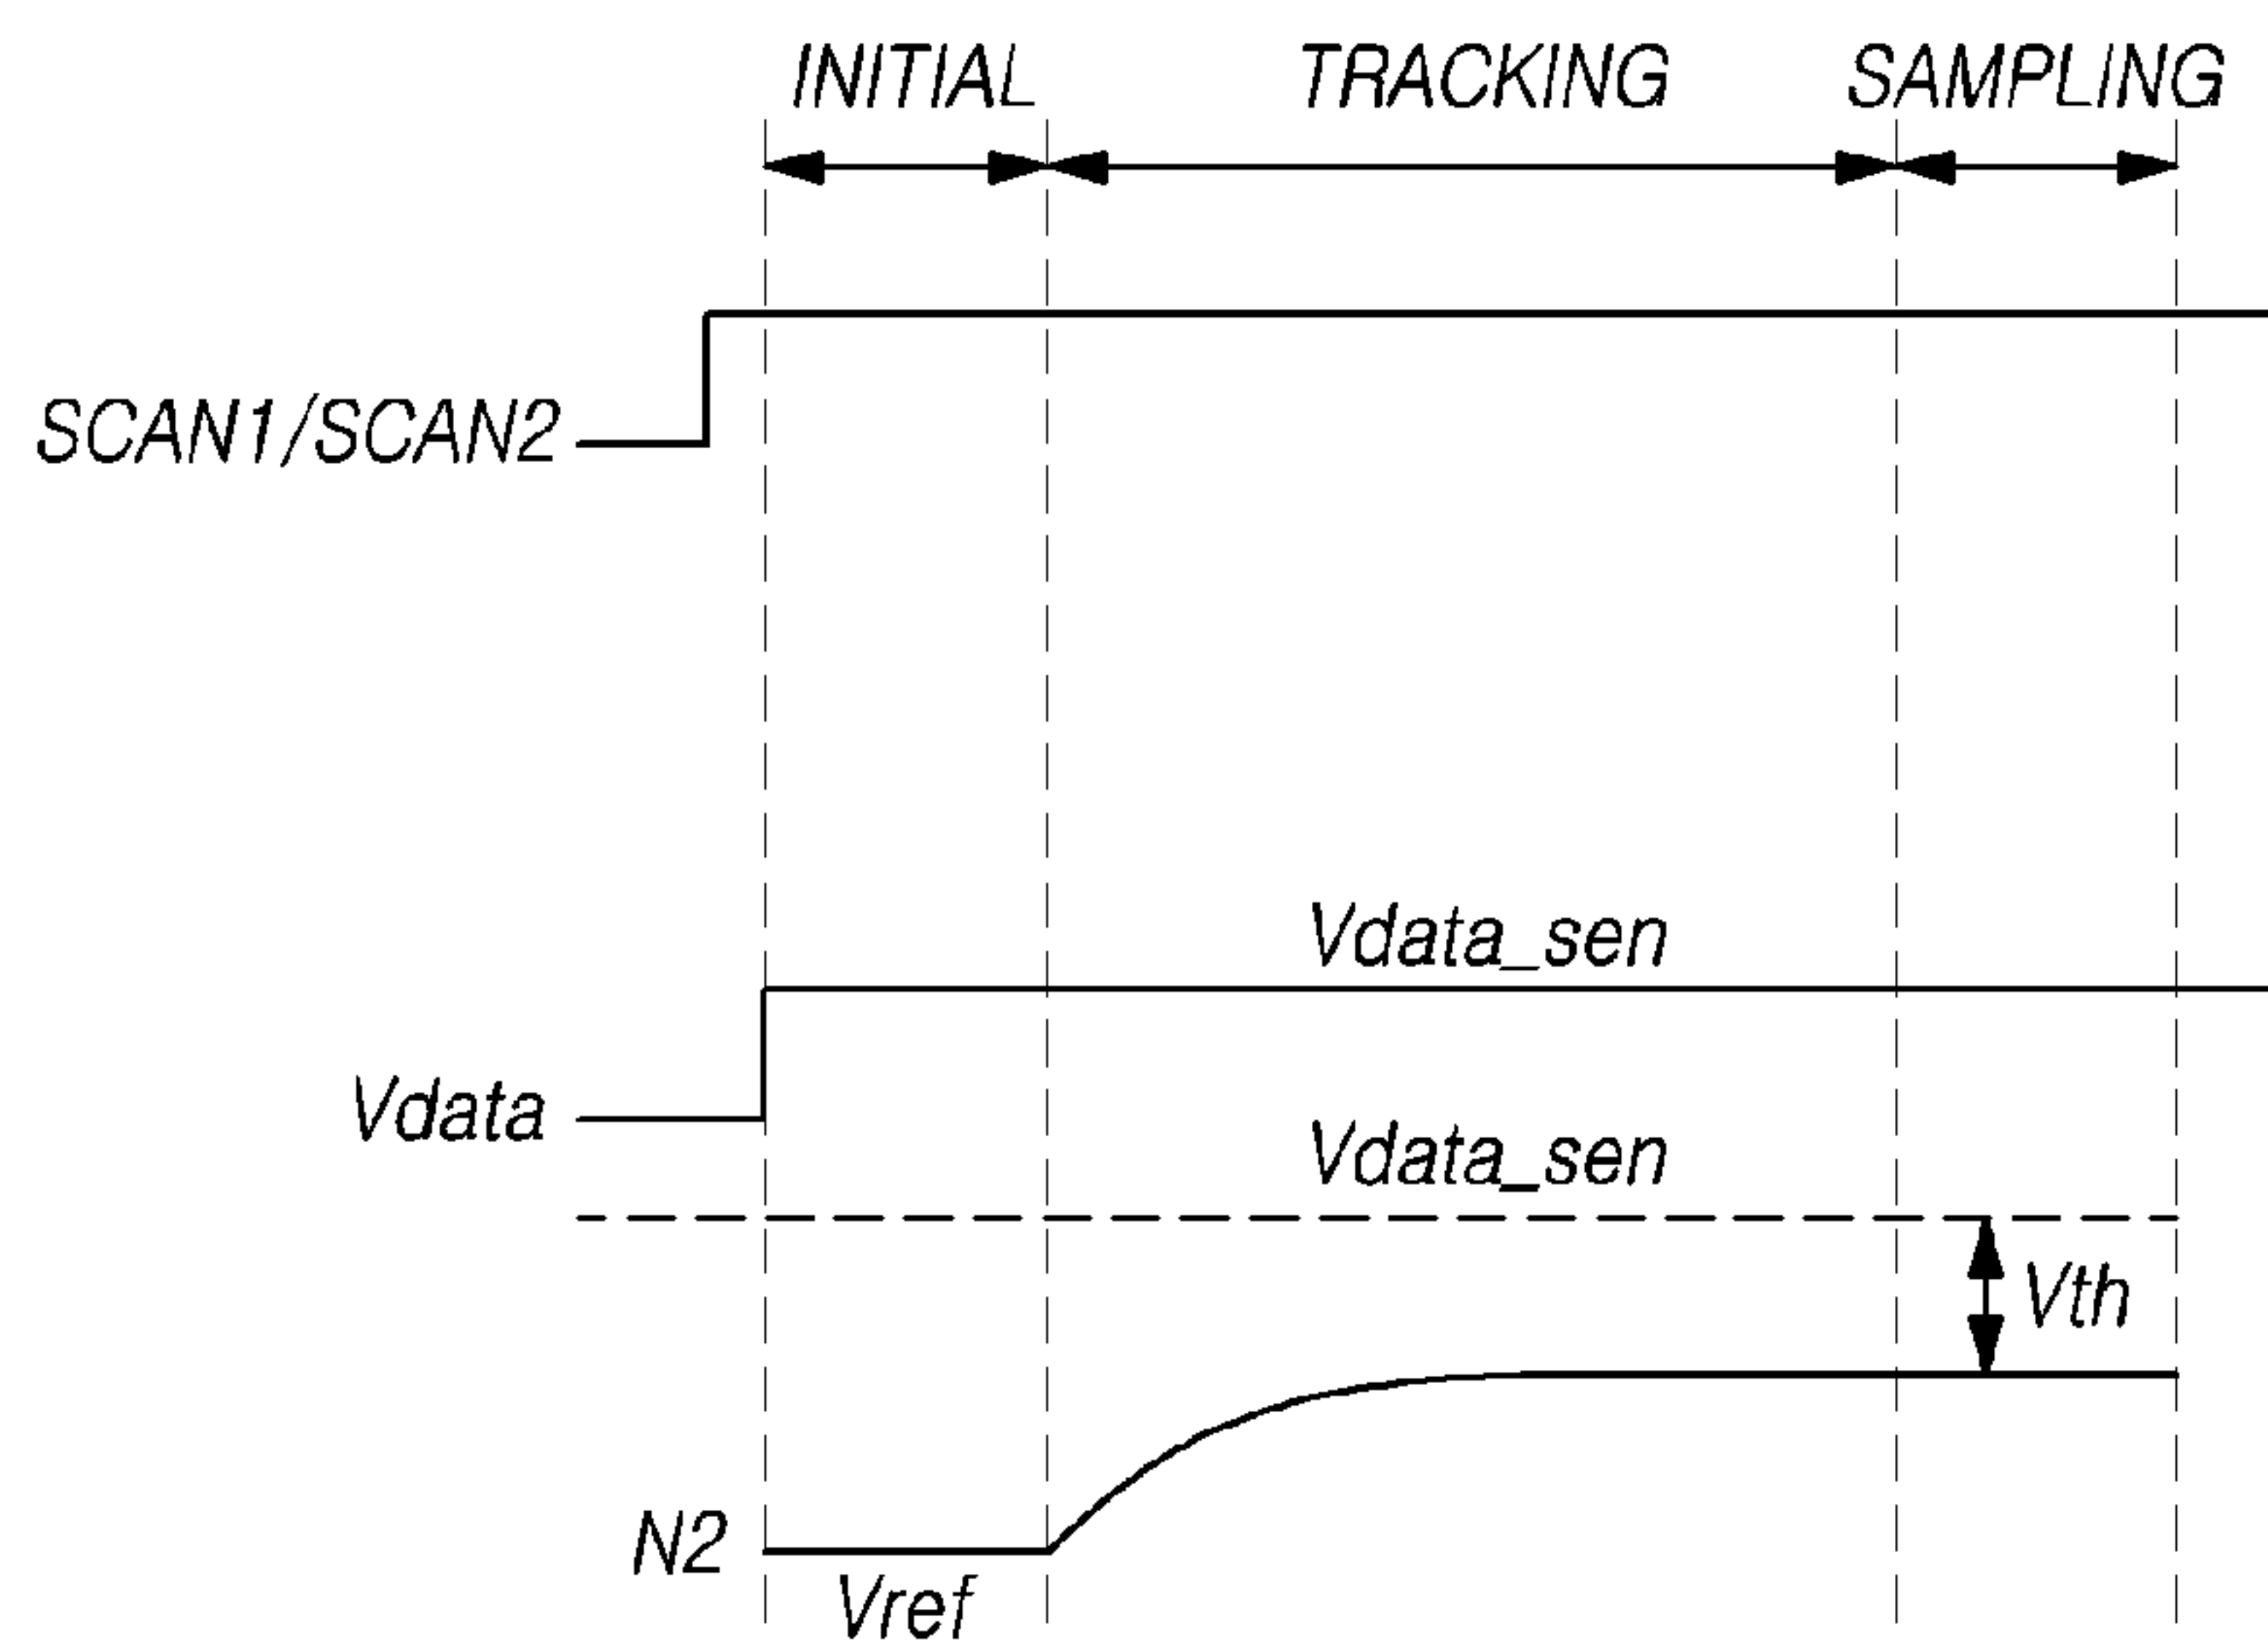 INITIAL TRACKING SAMPLING
SCAN1/SCAN2
Vdata_sen
Vdata
Vdata_sen
Vth
N2
Vref